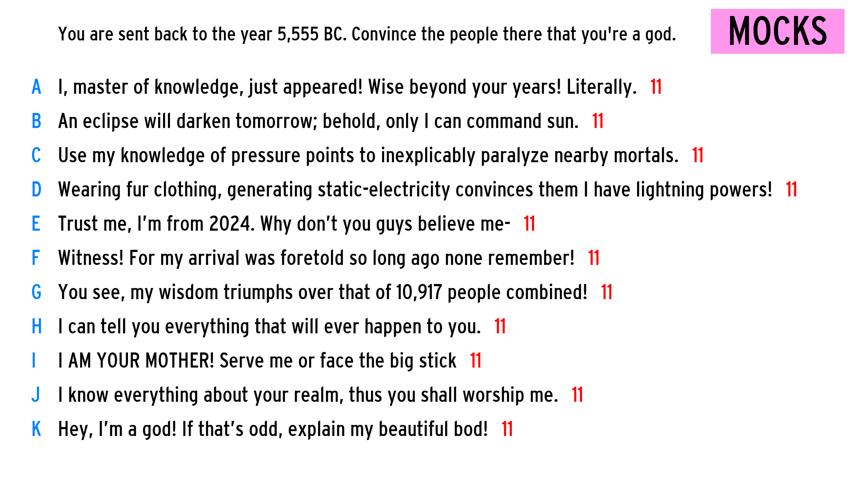 You are sent back to the year 5,555 BC. Convince the people there that you're a god.
MOCKS
A I, master of knowledge, just appeared! Wise beyond your years! Literally. 11
B An eclipse will darken tomorrow; behold, only I can command sun. 11
C Use my knowledge of pressure points to inexplicably paralyze nearby mortals. 11
D Wearing fur clothing, generating static-electricity convinces them I have lightning powers! 11
E Trust me, I’m from 2024. Why don’t you guys believe me- 11
F Witness! For my arrival was foretold so long ago none remember! 11
G You see, my wisdom triumphs over that of 10,917 people combined! 11
H I can tell you everything that will ever happen to you. 11
I I AM YOUR MOTHER! Serve me or face the big stick 11
J I know everything about your realm, thus you shall worship me. 11
K Hey, I’m a god! If that’s odd, explain my beautiful bod! 11